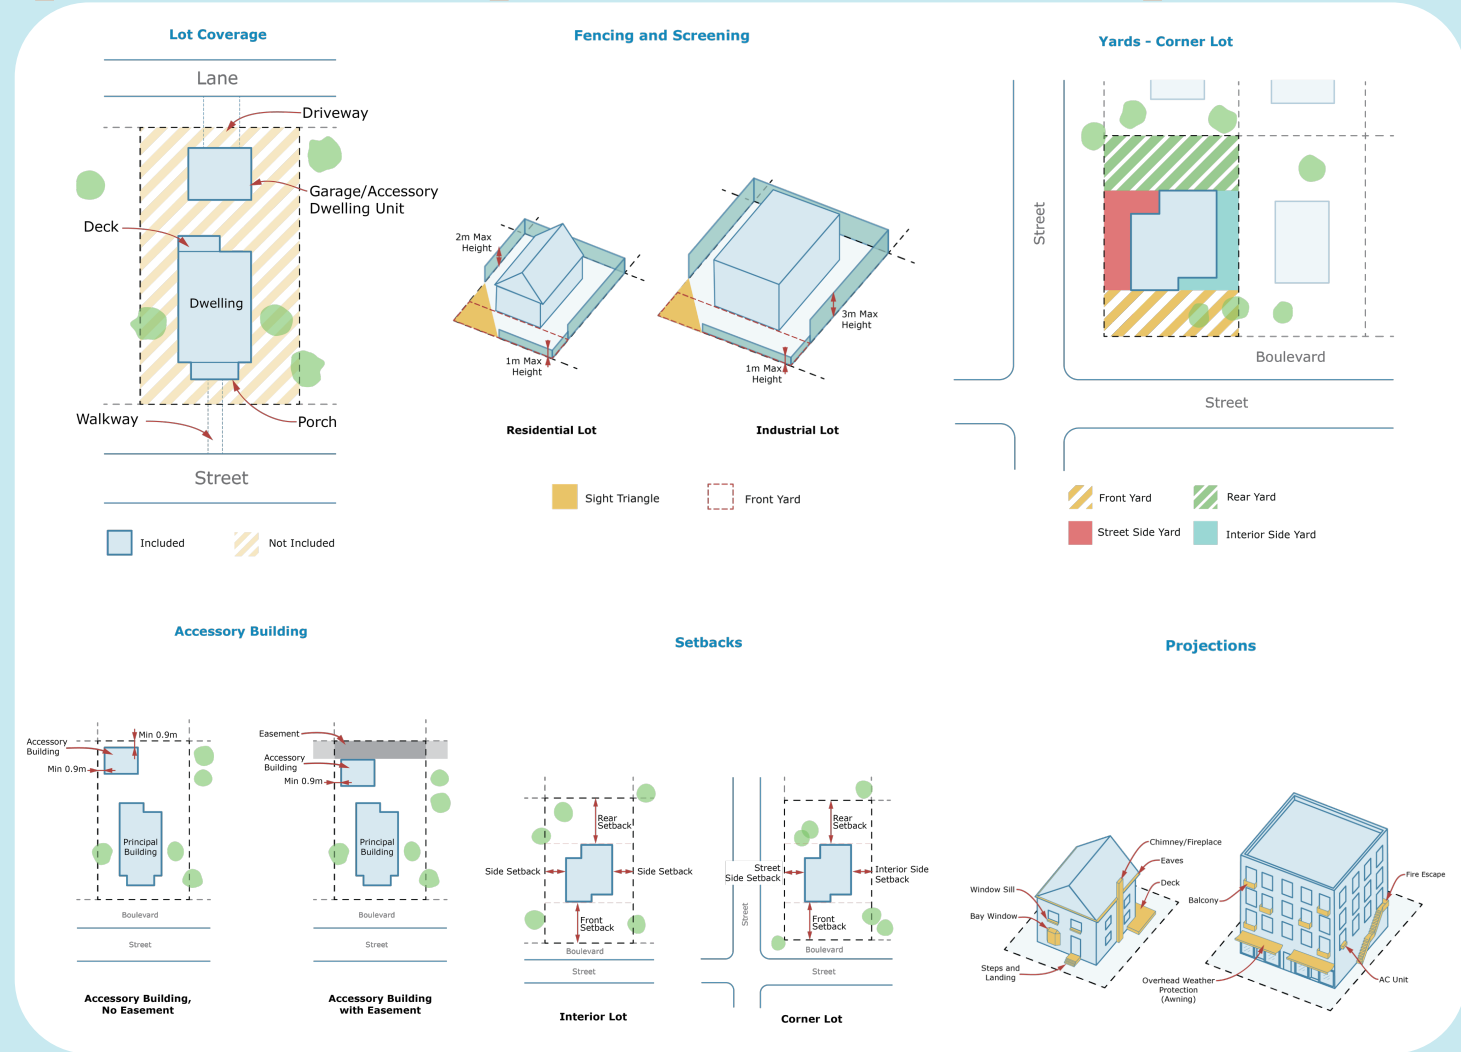 Lot Coverage
Lane
Driveway
Garage/Accessory
Dwelling Unit
Deck
Dwelling
Walkway
Porch
Street
Included
Not Included
Fencing and Screening
2m Max
Height
1m Max
Height
3m Max
Height
1m Max
Height
Residential Lot
Industrial Lot
Sight Triangle
Front Yard
Yards - Corner Lot
Street
Boulevard
Street
Front Yard
Rear Yard
Street Side Yard
Interior Side Yard
Accessory Building
Min 0.9m
Accessory
Building
Min 0.9m
Principal
Building
Boulevard
Street
Accessory Building,
No Easement
Easement
Accessory
Building
Min 0.9m
Principal
Building
Boulevard
Street
Accessory Building
with Easement
Setbacks
Rear
Setback
Side Setback
Side Setback
Front
Setback
Boulevard
Street
Interior Lot
Rear
Setback
Street
Side Setback
Interior Side
Setback
Street
Front
Setback
Boulevard
Street
Corner Lot
Projections
Chimney/Fireplace
Eaves
Deck
Window Sill
Bay Window
Steps and
Landing
Fire Escape
Balcony
Overhead Weather
Protection
(Awning)
AC Unit